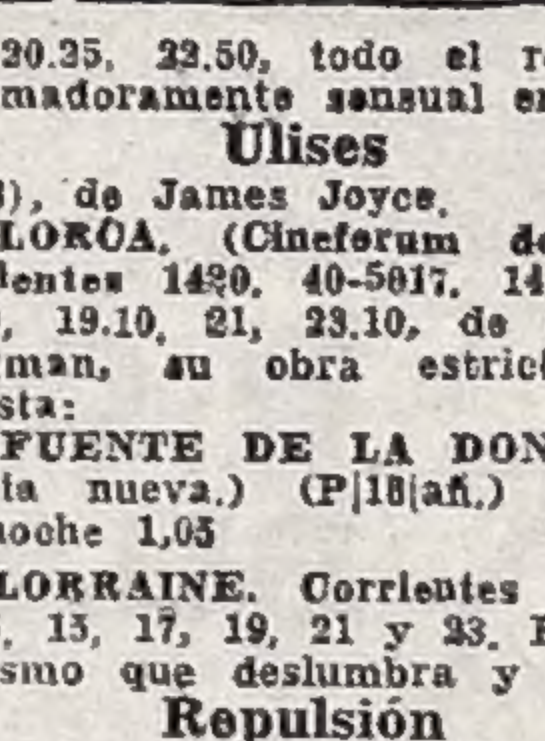 20.25, 22.50, todo el r
madoramente sensual en
Ulises
), de James Joyce.
LOROA. (Cineforum de
ientes 1420. 40-5017. 14
, 19.10, 21, 23.10, de
man, su obra estric
sta:
FUENTE DE LA DON
ia nueva.) (P|18|añ.)
noche 1,05
LORRAINE. Corrientes
, 15, 17, 19, 21 y 23.
smo que deslumbra y
Repulsión